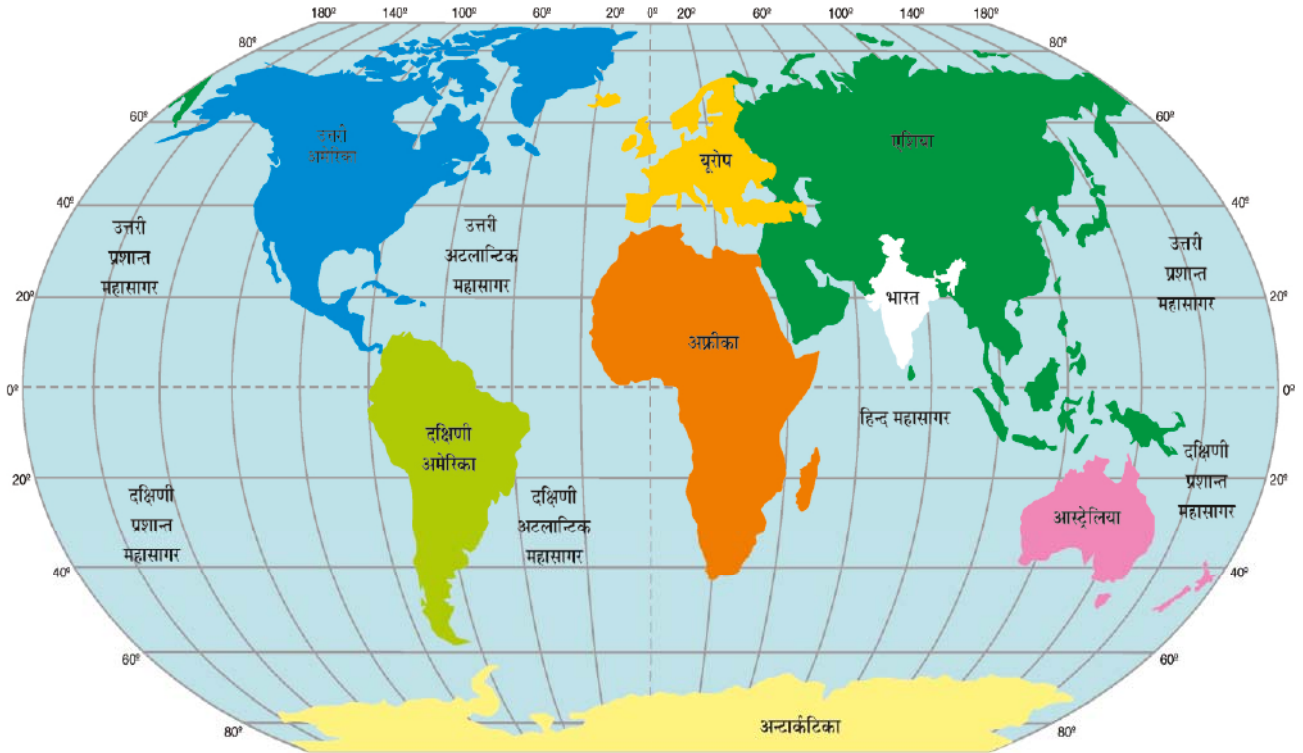 180º 140º 100º 60º 20º 0º 20º 60º 100º 140º 180º
80º 80º
60º 60º
उत्तरी
अमेरिका
यूरोप
एशिया
40º 40º
उत्तरी
प्रशान्त
महासागर
उत्तरी
अटलान्टिक
महासागर
उत्तरी
प्रशान्त
महासागर
20º 20º
भारत
अफ्रीका
0º 0º
हिन्द महासागर
दक्षिणी
अमेरिका
20º 20º
दक्षिणी
प्रशान्त
महासागर
दक्षिणी
अटलान्टिक
महासागर
दक्षिणी
प्रशान्त
महासागर
आस्ट्रेलिया
40º 40º
60º 60º
80º 80º
अन्टार्कटिका